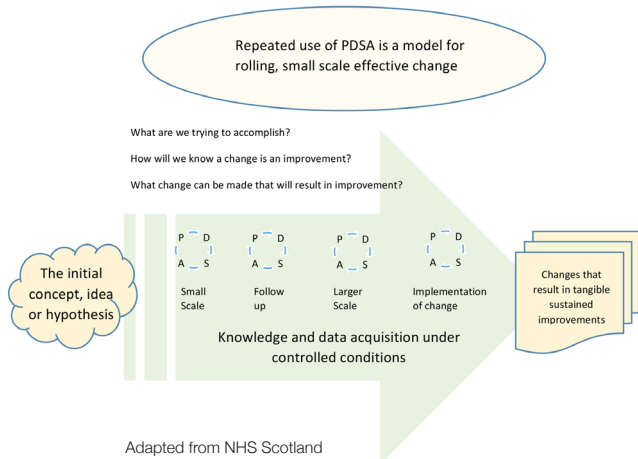 Repeated use of PDSA is a model for
rolling, small scale effective change
What are we trying to accomplish?
How will we know a change is an improvement?
What change can be made that will result in improvement?
The initial
concept, idea
or hypothesis
P D
A S
Small
Scale
P D
A S
Follow
up
P D
A S
Larger
Scale
P D
A S
Implementation
of change
Knowledge and data acquisition under
controlled conditions
Changes that
result in tangible
sustained
improvements
Adapted from NHS Scotland